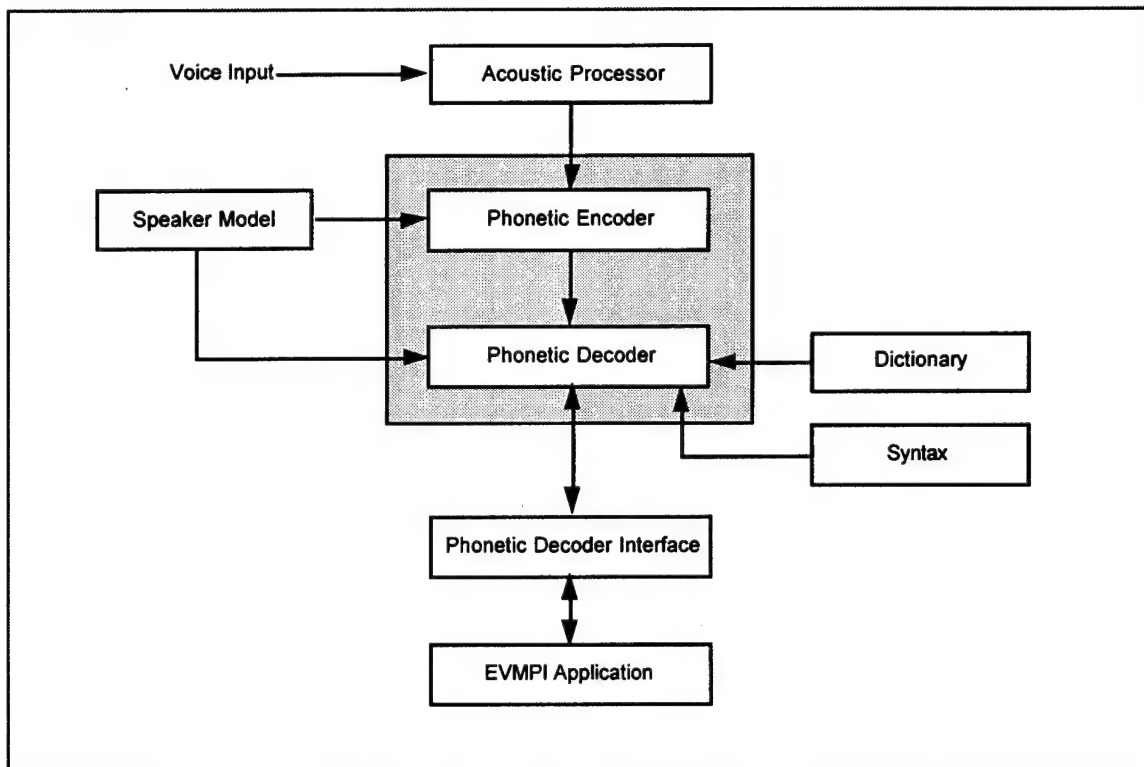 Voice Input
Acoustic Processor
Speaker Model
Phonetic Encoder
Phonetic Decoder
Dictionary
Syntax
Phonetic Decoder Interface
EVMPI Application